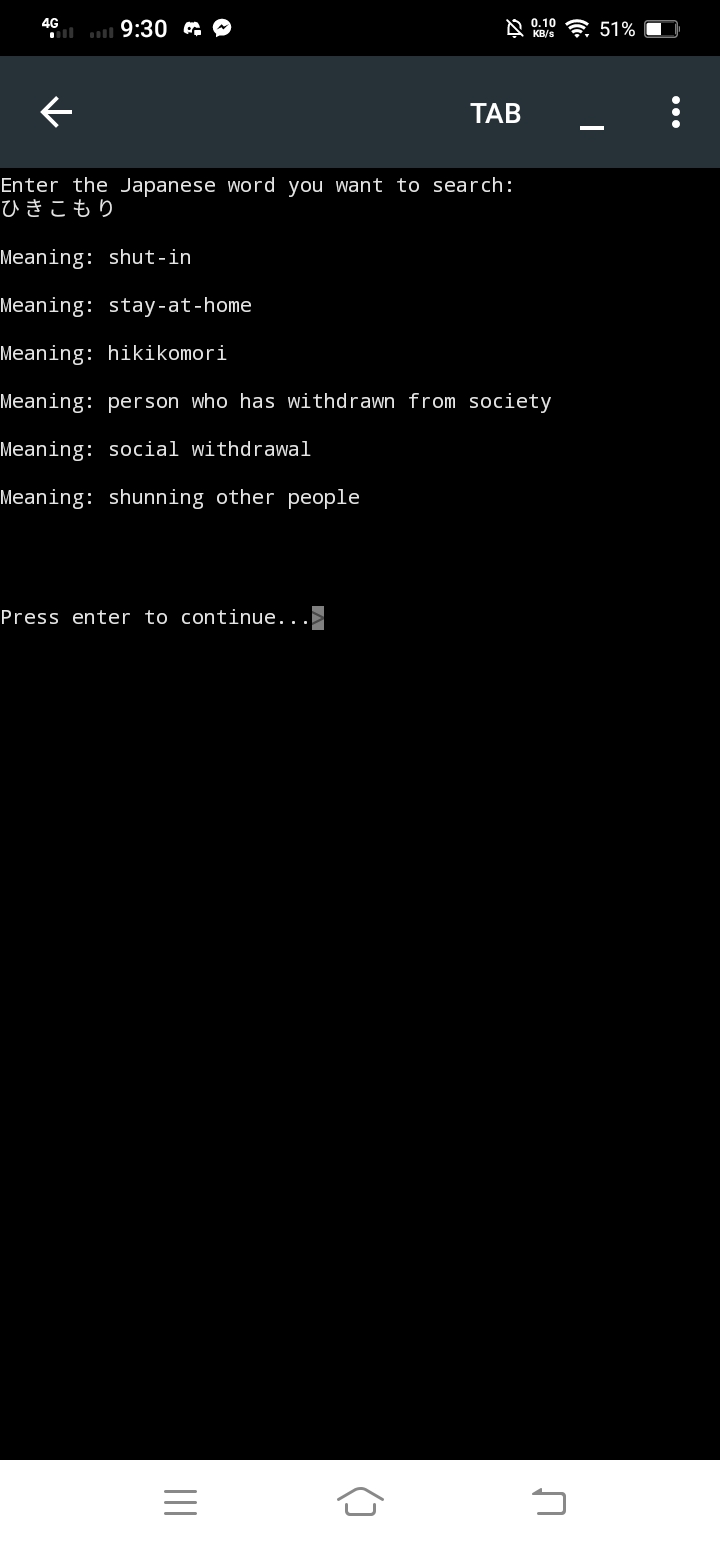 4G 9:30 0.10 KB/s 51%
TAB
Enter the Japanese word you want to search:
ひきこもり
Meaning: shut-in
Meaning: stay-at-home
Meaning: hikikomori
Meaning: person who has withdrawn from society
Meaning: social withdrawal
Meaning: shunning other people
Press enter to continue...>